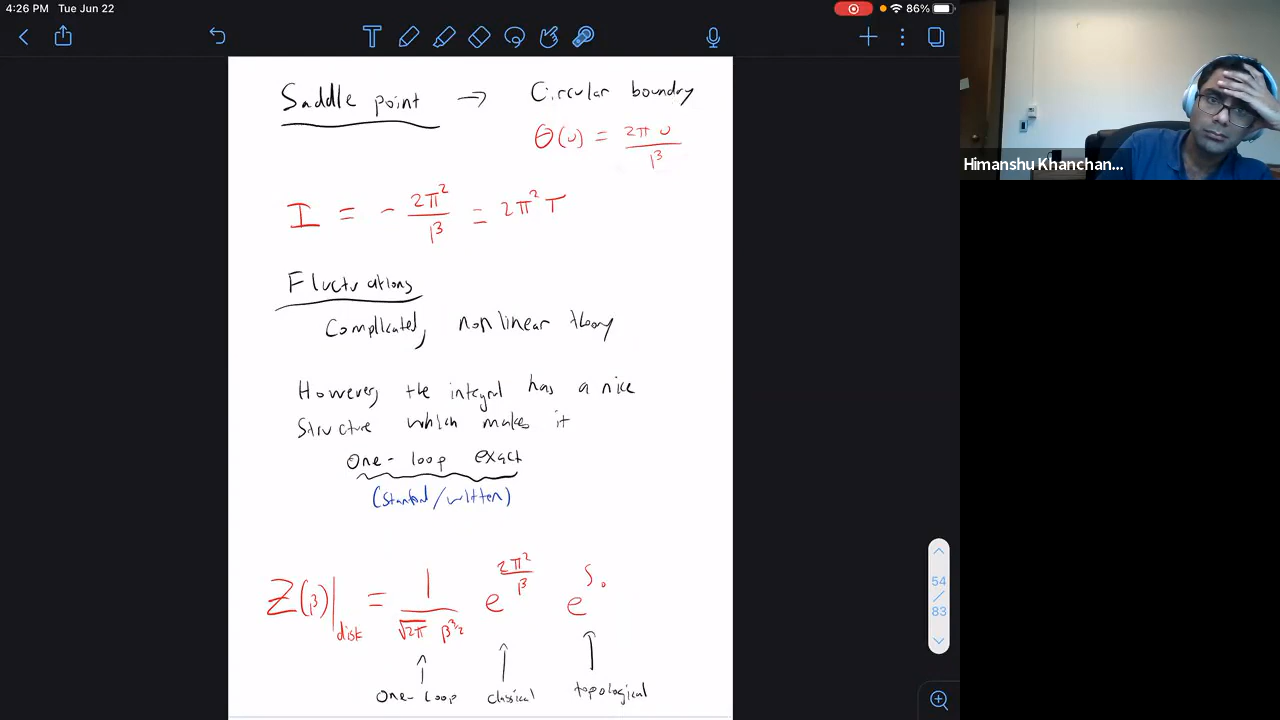 4:26 PM Tue Jun 22
86%
Saddle point → Circular boundry
Θ(u) = 2π u / β
I = - 2π² / β = 2π² T
Fluctuations
Complicated, nonlinear theory
However, the integral has a nice
structure which makes it
One-loop exact
(Stanford/Witten)
Z(β)|disk = 1 / √2π β^3/2 e^2π²/β e^S₀
One-loop classical topological
54
/
83
Himanshu Khanchan...